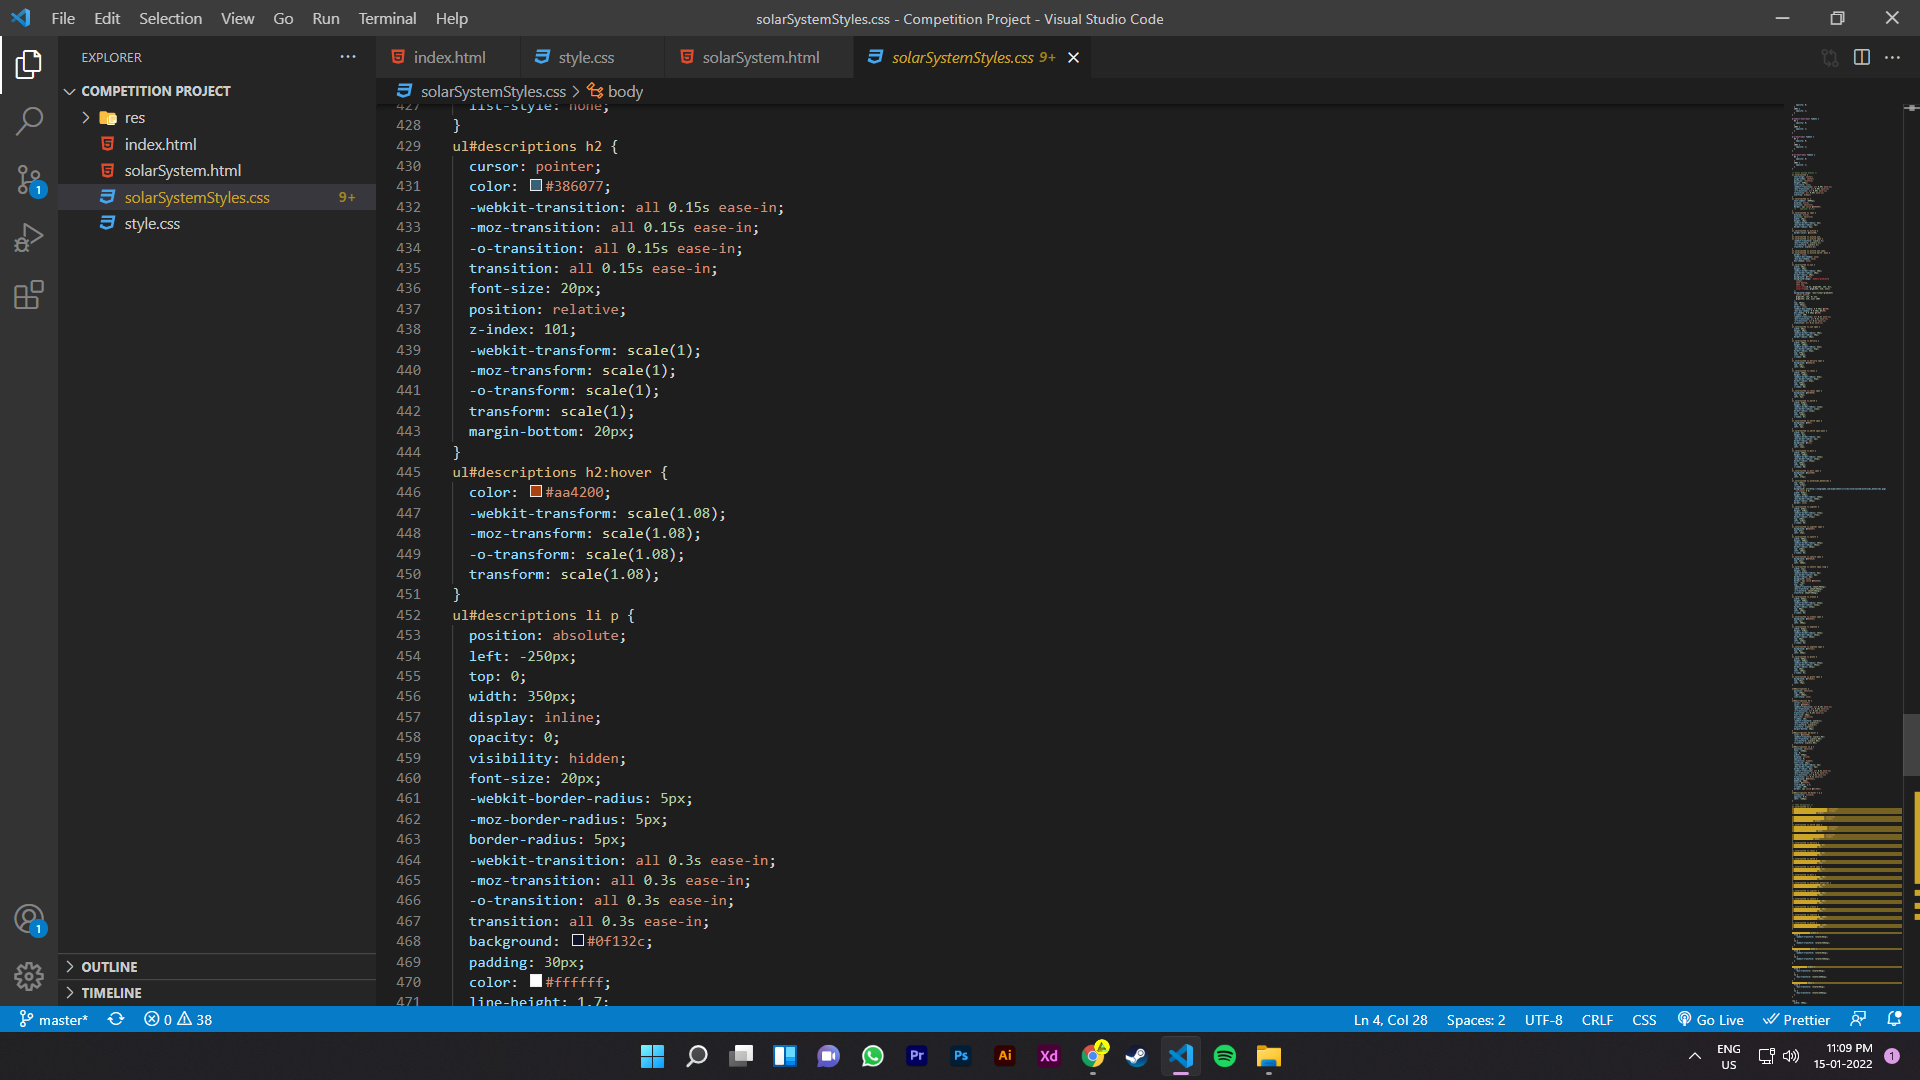 File Edit Selection View Go Run Terminal Help
solarSystemStyles.css - Competition Project - Visual Studio Code
EXPLORER
COMPETITION PROJECT
res
index.html
solarSystem.html
solarSystemStyles.css 9+
style.css
OUTLINE
TIMELINE
index.html style.css solarSystem.html solarSystemStyles.css 9+
solarSystemStyles.css > body
427 list-style: none;
428 }
429 ul#descriptions h2 {
430 cursor: pointer;
431 color: #386077;
432 -webkit-transition: all 0.15s ease-in;
433 -moz-transition: all 0.15s ease-in;
434 -o-transition: all 0.15s ease-in;
435 transition: all 0.15s ease-in;
436 font-size: 20px;
437 position: relative;
438 z-index: 101;
439 -webkit-transform: scale(1);
440 -moz-transform: scale(1);
441 -o-transform: scale(1);
442 transform: scale(1);
443 margin-bottom: 20px;
444 }
445 ul#descriptions h2:hover {
446 color: #aa4200;
447 -webkit-transform: scale(1.08);
448 -moz-transform: scale(1.08);
449 -o-transform: scale(1.08);
450 transform: scale(1.08);
451 }
452 ul#descriptions li p {
453 position: absolute;
454 left: -250px;
455 top: 0;
456 width: 350px;
457 display: inline;
458 opacity: 0;
459 visibility: hidden;
460 font-size: 20px;
461 -webkit-border-radius: 5px;
462 -moz-border-radius: 5px;
463 border-radius: 5px;
464 -webkit-transition: all 0.3s ease-in;
465 -moz-transition: all 0.3s ease-in;
466 -o-transition: all 0.3s ease-in;
467 transition: all 0.3s ease-in;
468 background: #0f132c;
469 padding: 30px;
470 color: #ffffff;
471 line-height: 1.7;
1
1
master* 0 38
Ln 4, Col 28 Spaces: 2 UTF-8 CRLF CSS Go Live Prettier
Pr Ps Ai Xd
ENG
US
11:09 PM
15-01-2022
1